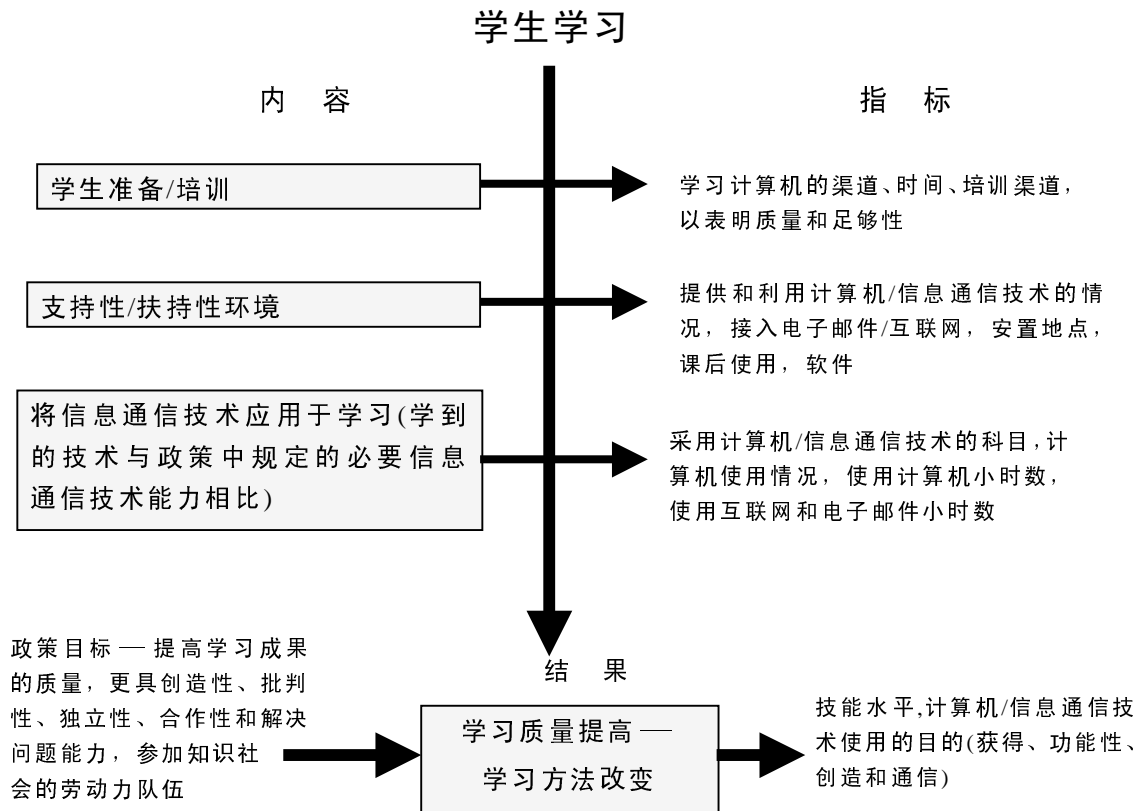 学生学习
内 容
指 标
学生准备/培训
学习计算机的渠道、时间、培训渠道，
以表明质量和足够性
支持性/扶持性环境
提供和利用计算机/信息通信技术的情
况，接入电子邮件/互联网，安置地点，
课后使用，软件
将信息通信技术应用于学习(学到
的技术与政策中规定的必要信息
通信技术能力相比)
采用计算机/信息通信技术的科目，计
算机使用情况，使用计算机小时数，
使用互联网和电子邮件小时数
政策目标 — 提高学习成果
的质量，更具创造性、批判
性、独立性、合作性和解决
问题能力，参加知识社
会的劳动力队伍
结 果
学习质量提高 —
学习方法改变
技能水平,计算机/信息通信技
术使用的目的(获得、功能性、
创造和通信)